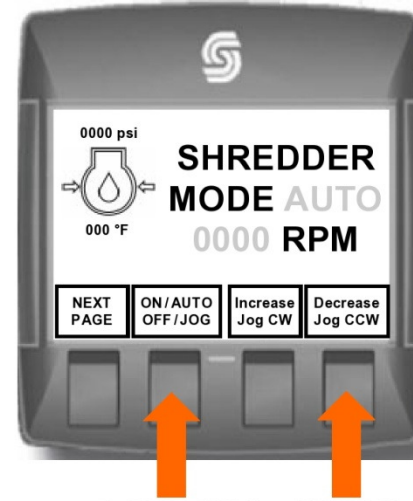 0000 psi
000 °F
SHREDDER
MODE AUTO
0000 RPM
NEXT
PAGE
ON/AUTO
OFF/JOG
Increase
Jog CW
Decrease
Jog CCW